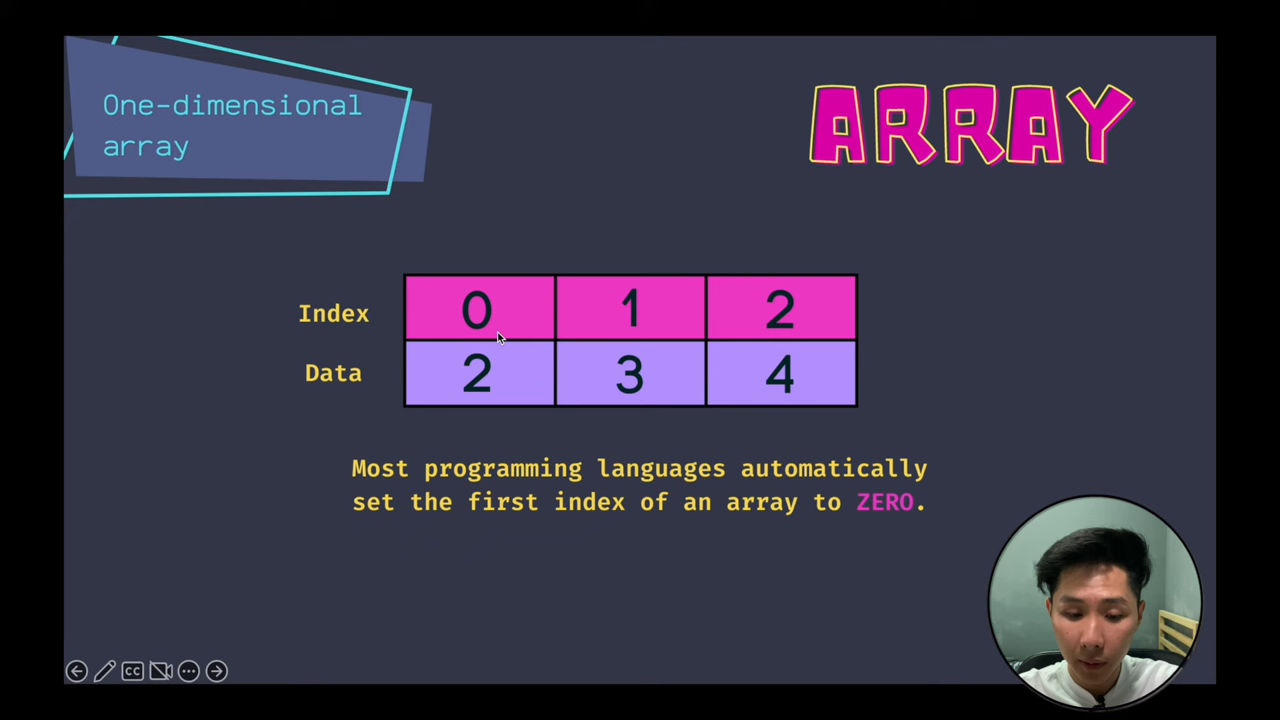 One-dimensional
array
ARRAY
Index 0 1 2
Data 2 3 4
Most programming languages automatically
set the first index of an array to ZERO.
CC